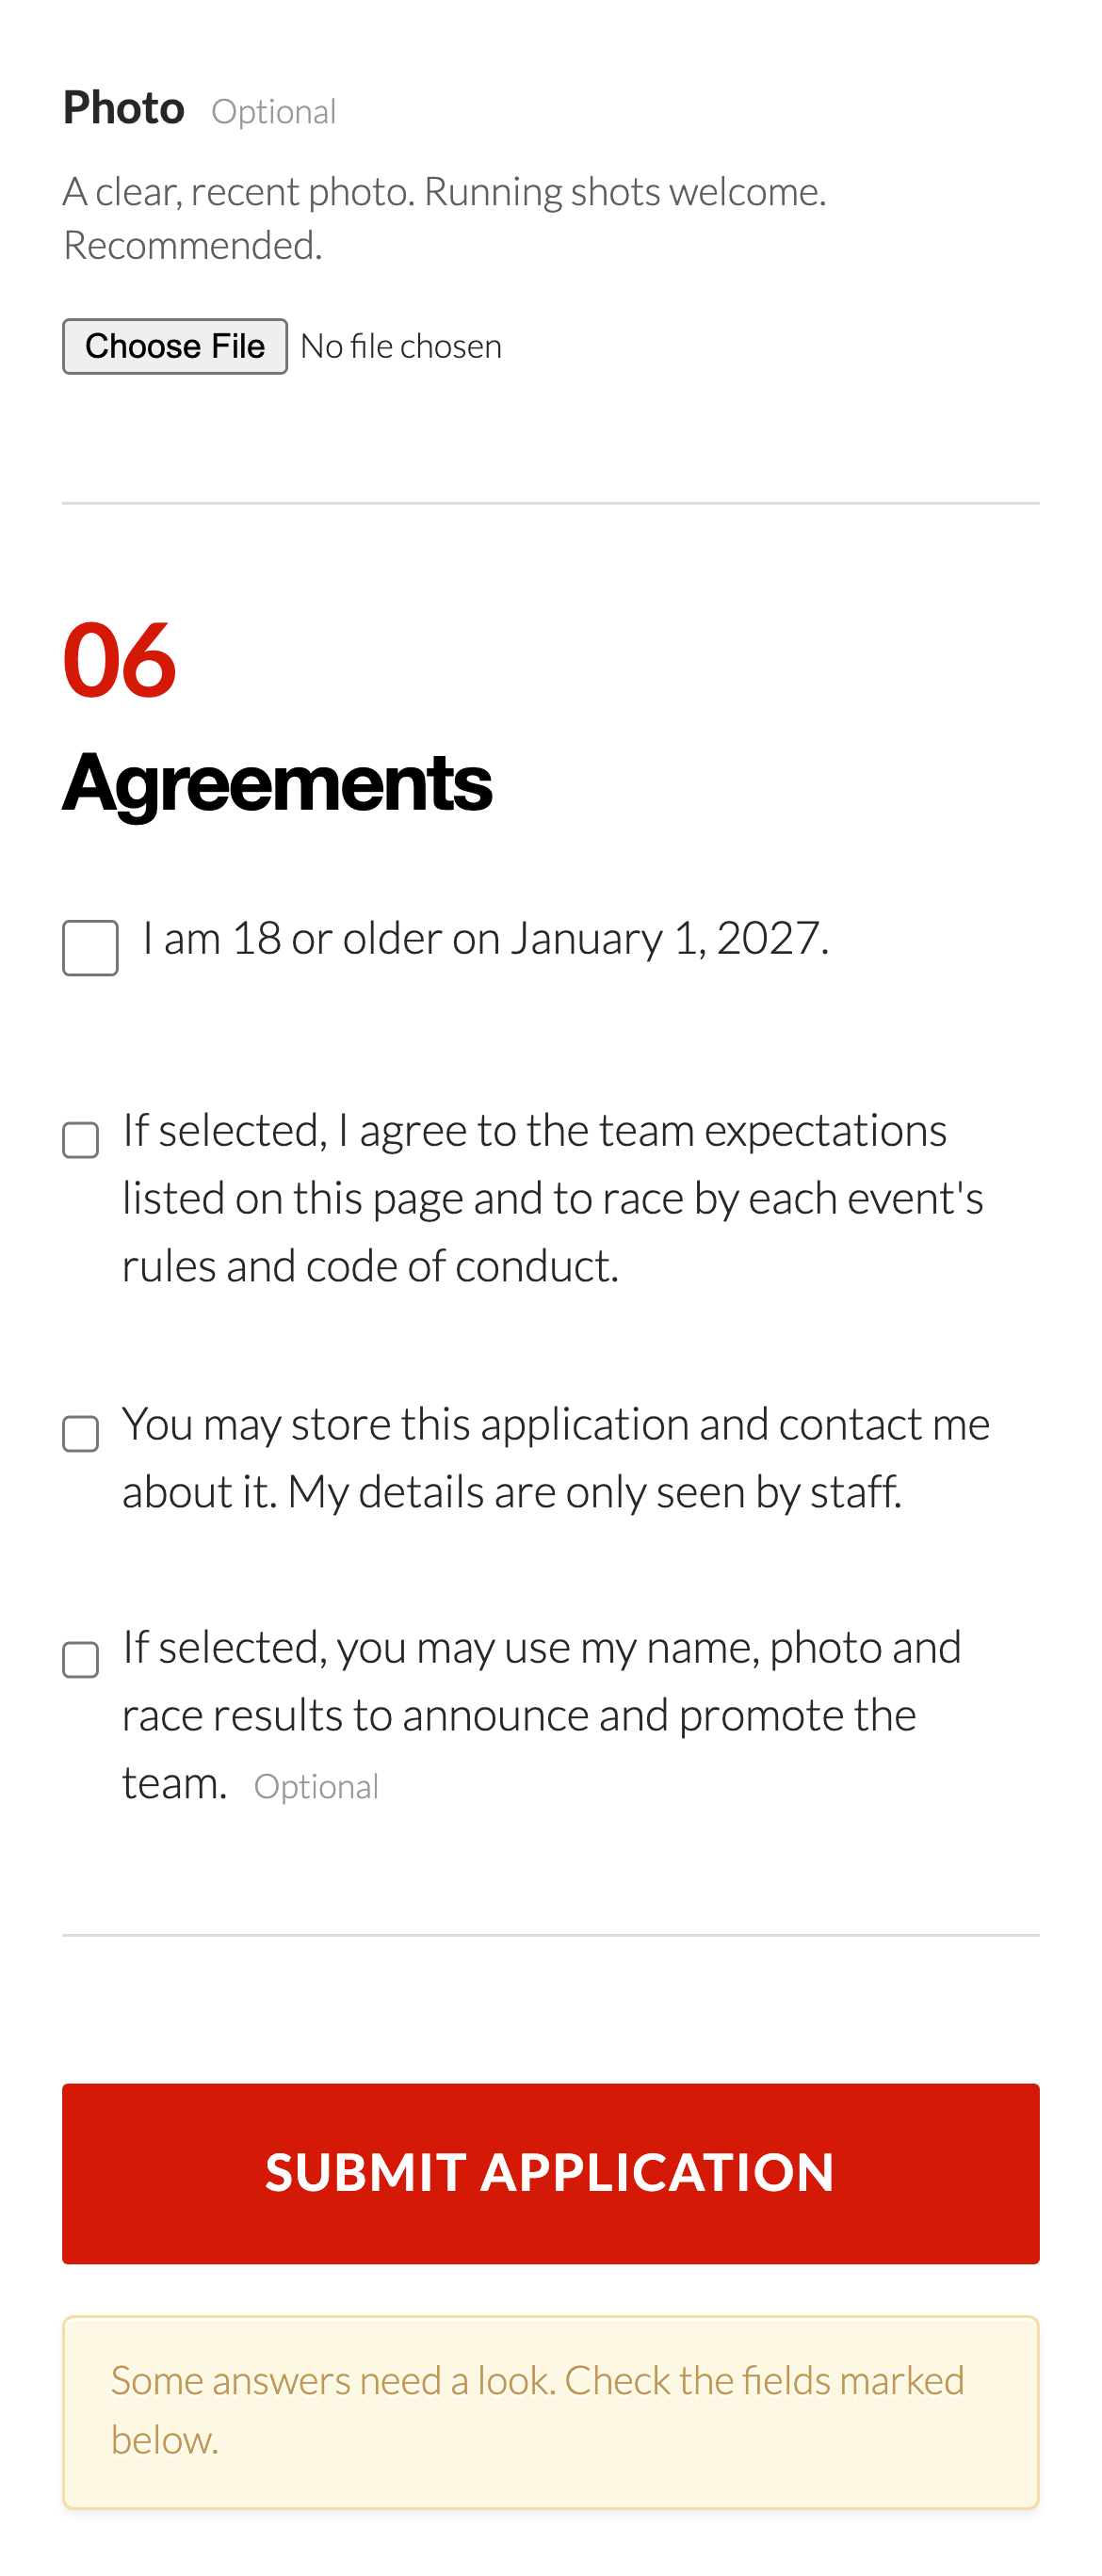 Photo Optional
A clear, recent photo. Running shots welcome.
Recommended.
Choose File No file chosen
06
Agreements
I am 18 or older on January 1, 2027.
If selected, I agree to the team expectations
listed on this page and to race by each event's
rules and code of conduct.
You may store this application and contact me
about it. My details are only seen by staff.
If selected, you may use my name, photo and
race results to announce and promote the
team. Optional
SUBMIT APPLICATION
Some answers need a look. Check the fields marked
below.